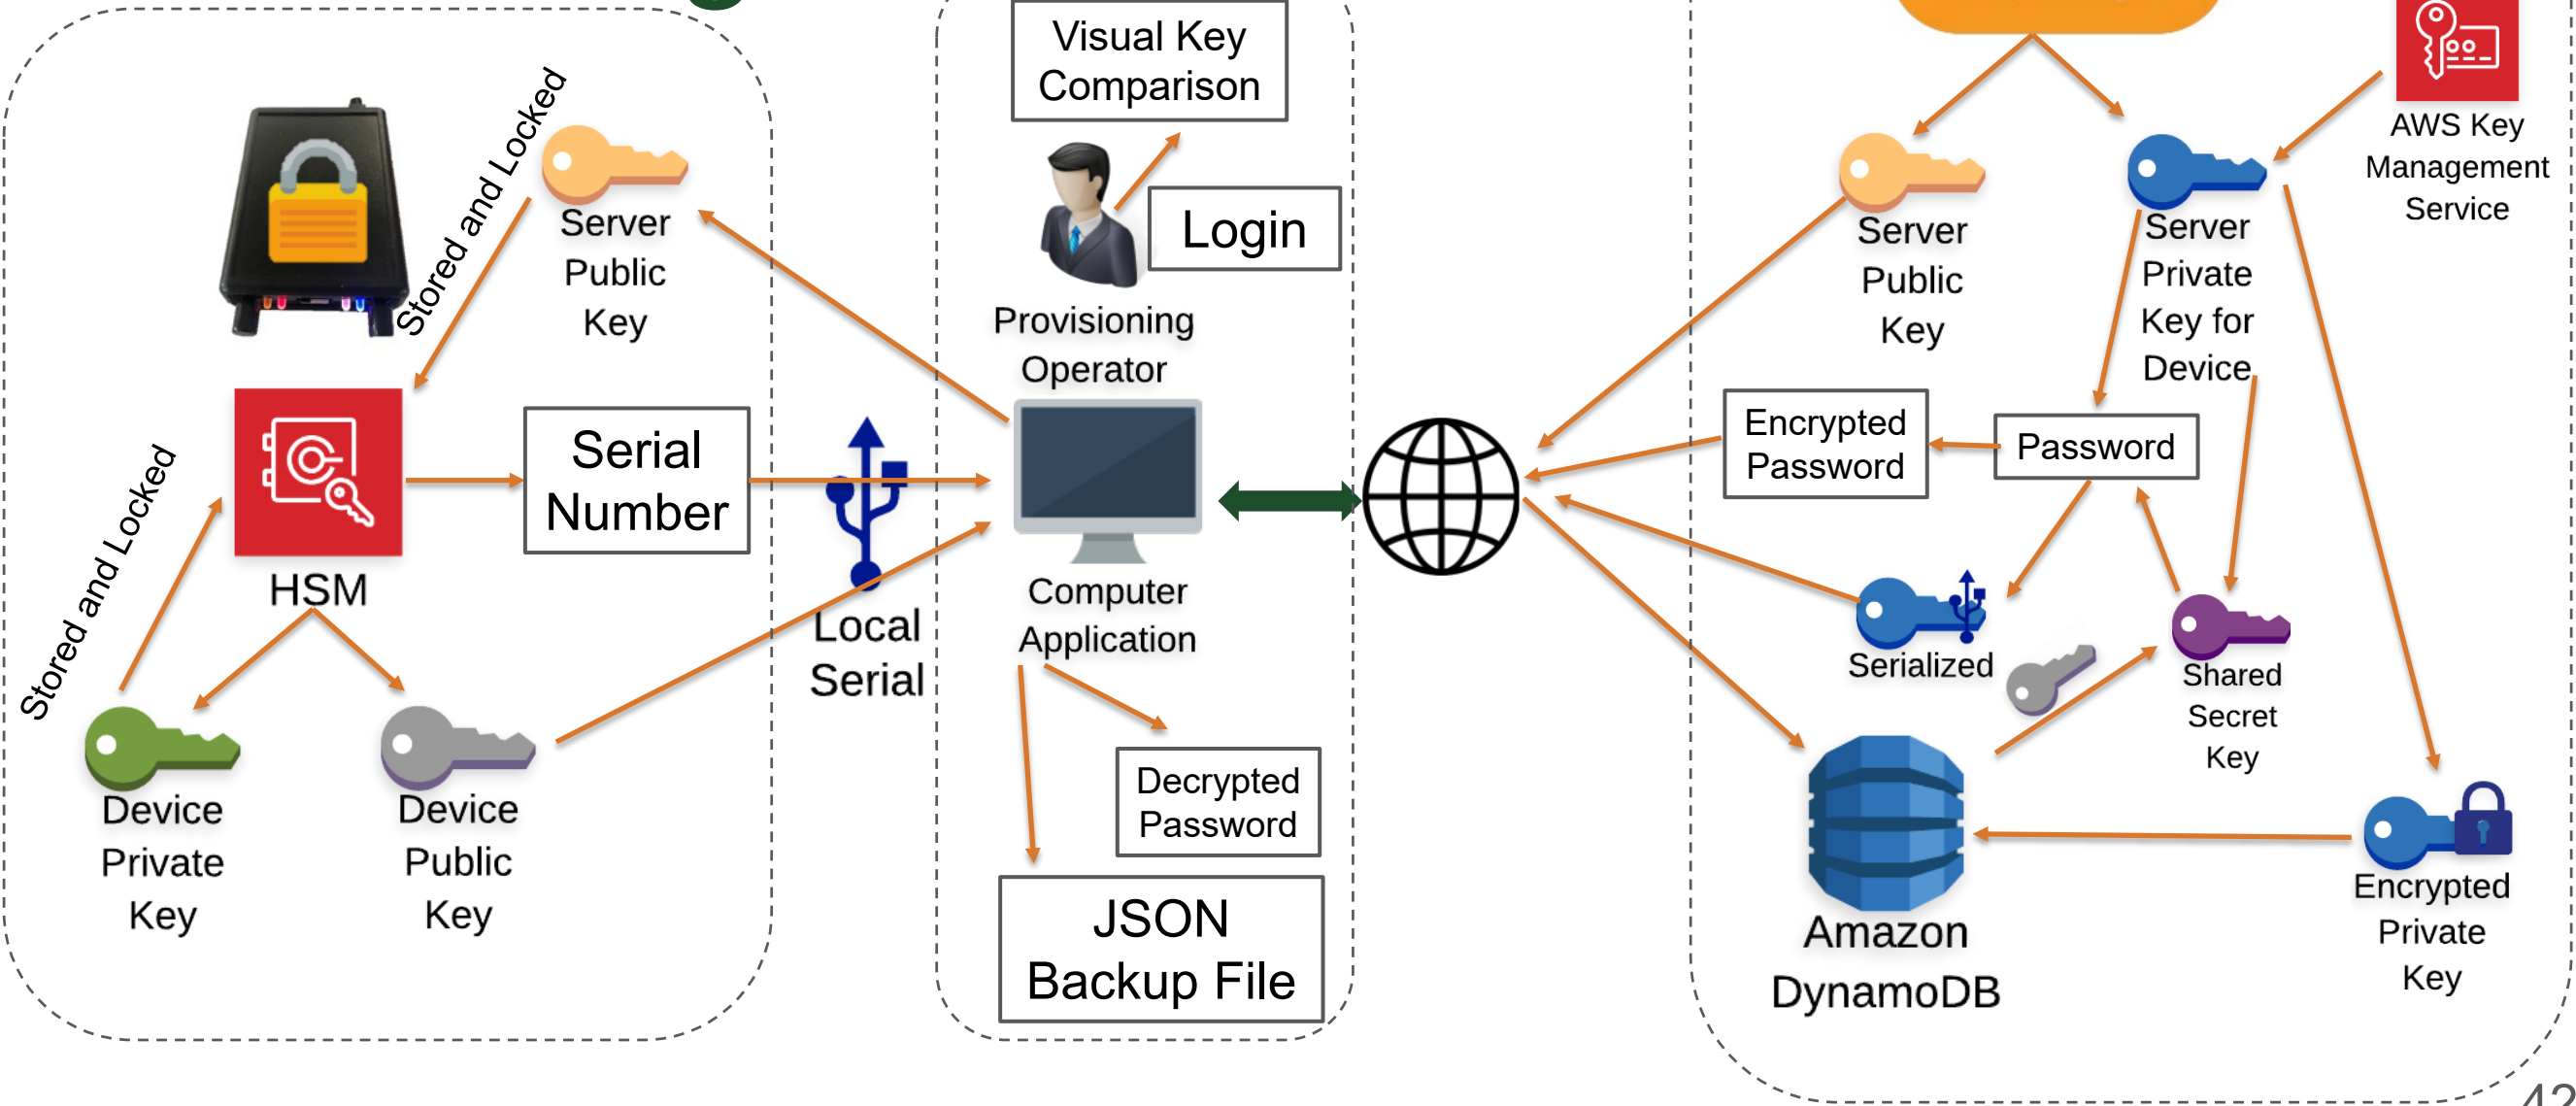 Stored and Locked
Server
Public
Key
Serial
Number
HSM
Stored and Locked
Device
Private
Key
Device
Public
Key
Local
Serial
Visual Key
Comparison
Login
Provisioning
Operator
Computer
Application
Decrypted
Password
JSON
Backup File
Server
Public
Key
Server
Private
Key for
Device
AWS Key
Management
Service
Encrypted
Password
Password
Serialized
Shared
Secret
Key
Amazon
DynamoDB
Encrypted
Private
Key
42